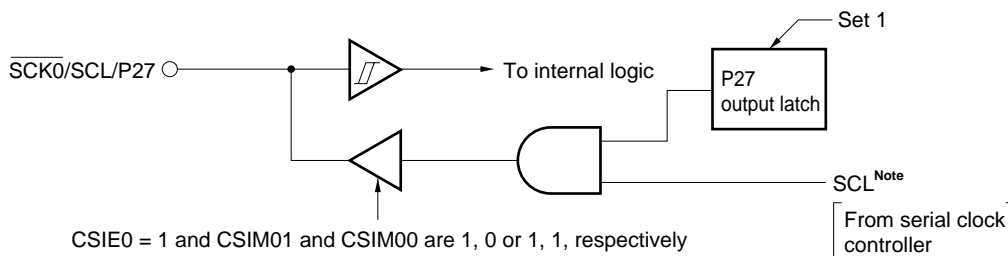 Set 1
S̅C̅K̅0̅/SCL/P27
To internal logic
P27
output latch
SCL^Note
From serial clock
controller
CSIE0 = 1 and CSIM01 and CSIM00 are 1, 0 or 1, 1, respectively